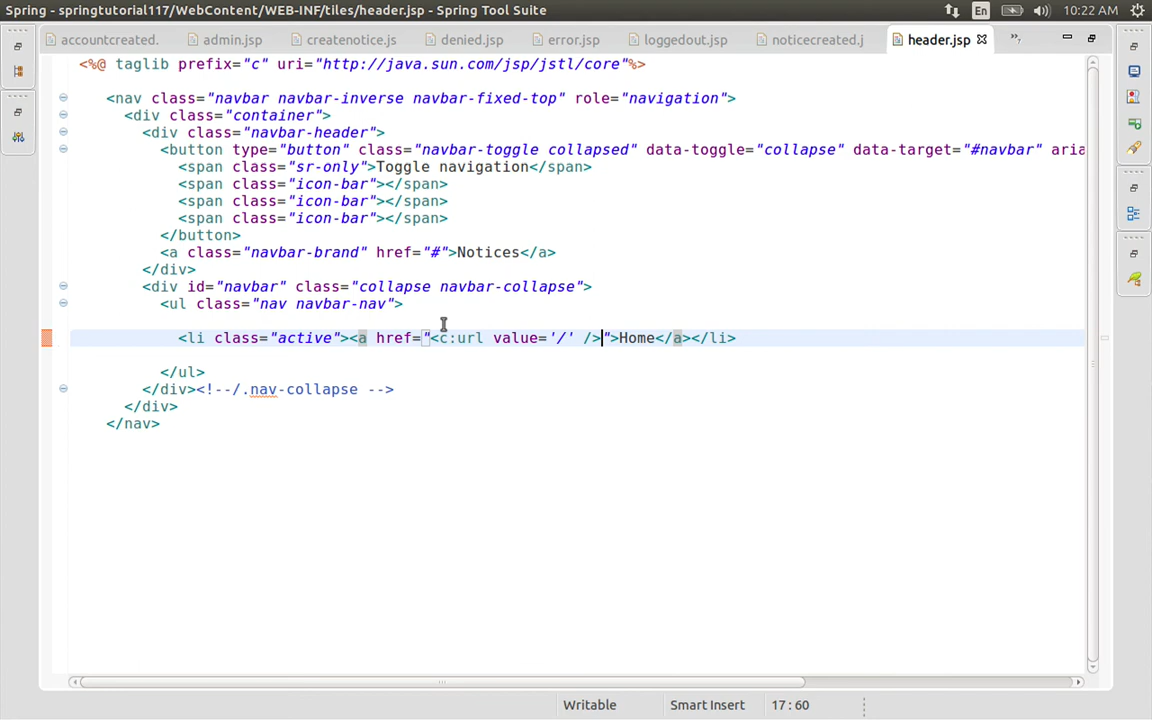 Spring - springtutorial117/WebContent/WEB-INF/tiles/header.jsp - Spring Tool Suite
En
10:22 AM
accountcreated.
admin.jsp
createnotice.js
denied.jsp
error.jsp
loggedout.jsp
noticecreated.j
header.jsp
»7
<%@ taglib prefix="c" uri="http://java.sun.com/jsp/jstl/core"%>
<nav class="navbar navbar-inverse navbar-fixed-top" role="navigation">
<div class="container">
<div class="navbar-header">
<button type="button" class="navbar-toggle collapsed" data-toggle="collapse" data-target="#navbar" aria
<span class="sr-only">Toggle navigation</span>
<span class="icon-bar"></span>
<span class="icon-bar"></span>
<span class="icon-bar"></span>
</button>
<a class="navbar-brand" href="#">Notices</a>
</div>
<div id="navbar" class="collapse navbar-collapse">
<ul class="nav navbar-nav">
<li class="active"><a href="<c:url value='/' />">Home</a></li>
</ul>
</div><!--/.nav-collapse -->
</div>
</nav>
Writable
Smart Insert
17 : 60